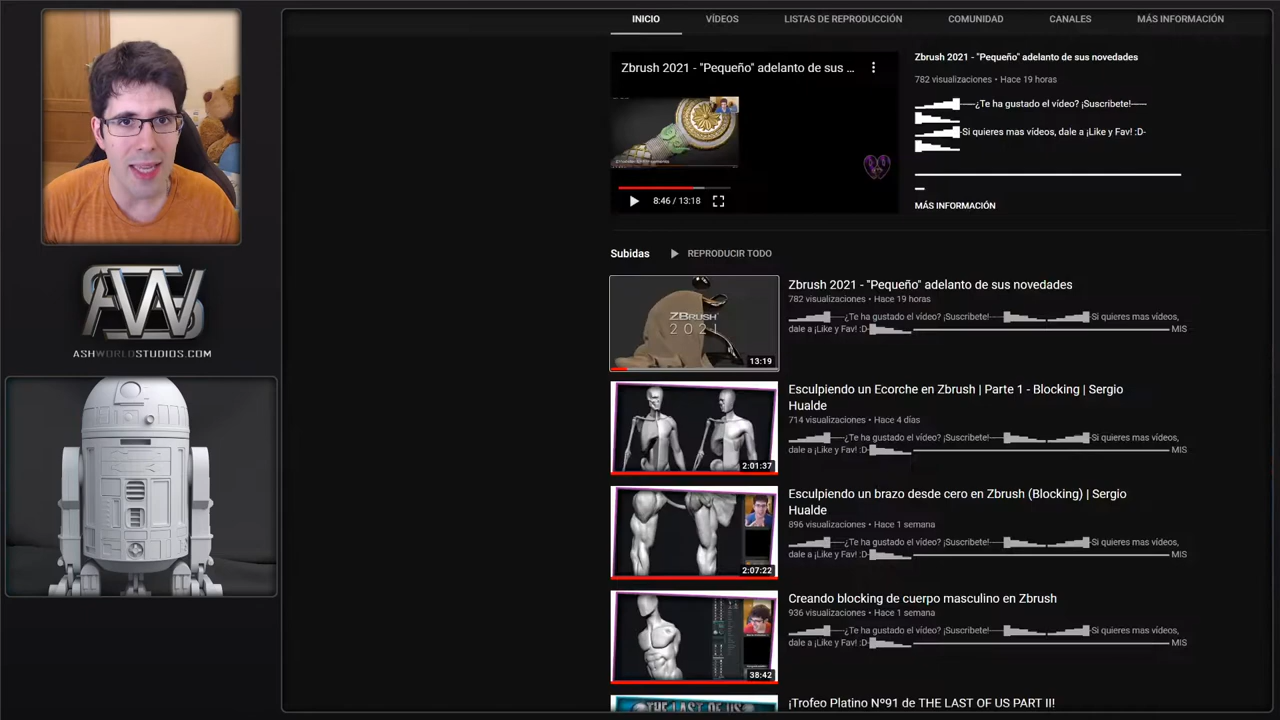 INICIO
VÍDEOS
LISTAS DE REPRODUCCIÓN
COMUNIDAD
CANALES
MÁS INFORMACIÓN
Zbrush 2021 - "Pequeño" adelanto de sus ...
8:46 / 13:18
Zbrush 2021 - "Pequeño" adelanto de sus novedades
782 visualizaciones • Hace 19 horas
¿Te ha gustado el vídeo? ¡Suscribete!
Si quieres mas vídeos, dale a ¡Like y Fav! :D
MÁS INFORMACIÓN
ASHWORLDSTUDIOS.COM
Subidas
REPRODUCIR TODO
ZBRUSH
2021
13:19
Zbrush 2021 - "Pequeño" adelanto de sus novedades
782 visualizaciones • Hace 19 horas
¿Te ha gustado el vídeo? ¡Suscribete! Si quieres mas vídeos,
dale a ¡Like y Fav! :D MIS
2:01:37
Esculpiendo un Ecorche en Zbrush | Parte 1 - Blocking | Sergio
Hualde
714 visualizaciones • Hace 4 días
¿Te ha gustado el vídeo? ¡Suscribete! Si quieres mas vídeos,
dale a ¡Like y Fav! :D MIS
2:07:22
Esculpiendo un brazo desde cero en Zbrush (Blocking) | Sergio
Hualde
896 visualizaciones • Hace 1 semana
¿Te ha gustado el vídeo? ¡Suscribete! Si quieres mas vídeos,
dale a ¡Like y Fav! :D MIS
38:42
Creando blocking de cuerpo masculino en Zbrush
936 visualizaciones • Hace 1 semana
¿Te ha gustado el vídeo? ¡Suscribete! Si quieres mas vídeos,
dale a ¡Like y Fav! :D MIS
THE LAST OF US
¡Trofeo Platino Nº91 de THE LAST OF US PART II!